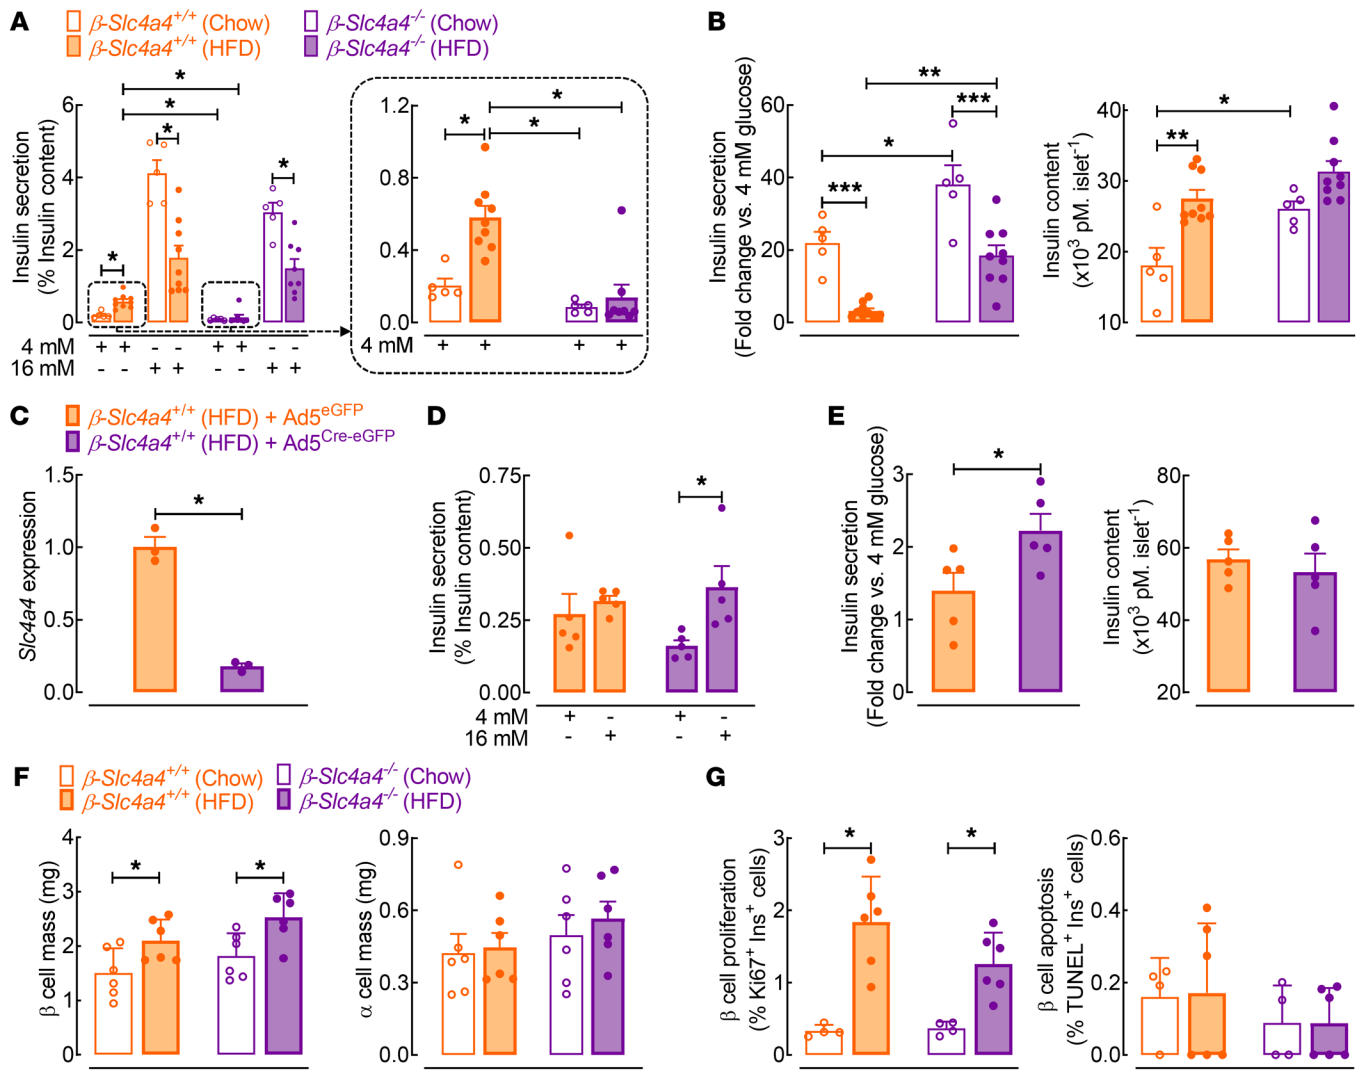 A
β-Slc4a4+/+ (Chow)
β-Slc4a4+/+ (HFD)
β-Slc4a4-/- (Chow)
β-Slc4a4-/- (HFD)
Insulin secretion
(% Insulin content)
6
4
2
0
*
*
*
*
*
4 mM + + - - + + - -
16 mM - - + + - - + +
1.2
0.8
0.4
0.0
*
*
*
4 mM + + + +
B
Insulin secretion
(Fold change vs. 4 mM glucose)
60
40
20
0
**
***
*
***
Insulin content
(x10³ pM. islet-1)
40
30
20
10
*
**
C
β-Slc4a4+/+ (HFD) + Ad5eGFP
β-Slc4a4+/+ (HFD) + Ad5Cre-eGFP
Slc4a4 expression
1.5
1.0
0.5
0.0
*
D
Insulin secretion
(% Insulin content)
0.75
0.50
0.25
0.00
*
4 mM + - + -
16 mM - + - +
E
Insulin secretion
(Fold change vs. 4 mM glucose)
3
2
1
0
*
Insulin content
(x10³ pM. islet-1)
80
60
40
20
F
β-Slc4a4+/+ (Chow)
β-Slc4a4+/+ (HFD)
β-Slc4a4-/- (Chow)
β-Slc4a4-/- (HFD)
β cell mass (mg)
4
3
2
1
0
*
*
α cell mass (mg)
0.9
0.6
0.3
0.0
G
β cell proliferation
(% Ki67+ Ins+ cells)
3
2
1
0
*
*
β cell apoptosis
(% TUNEL+ Ins+ cells)
0.6
0.4
0.2
0.0